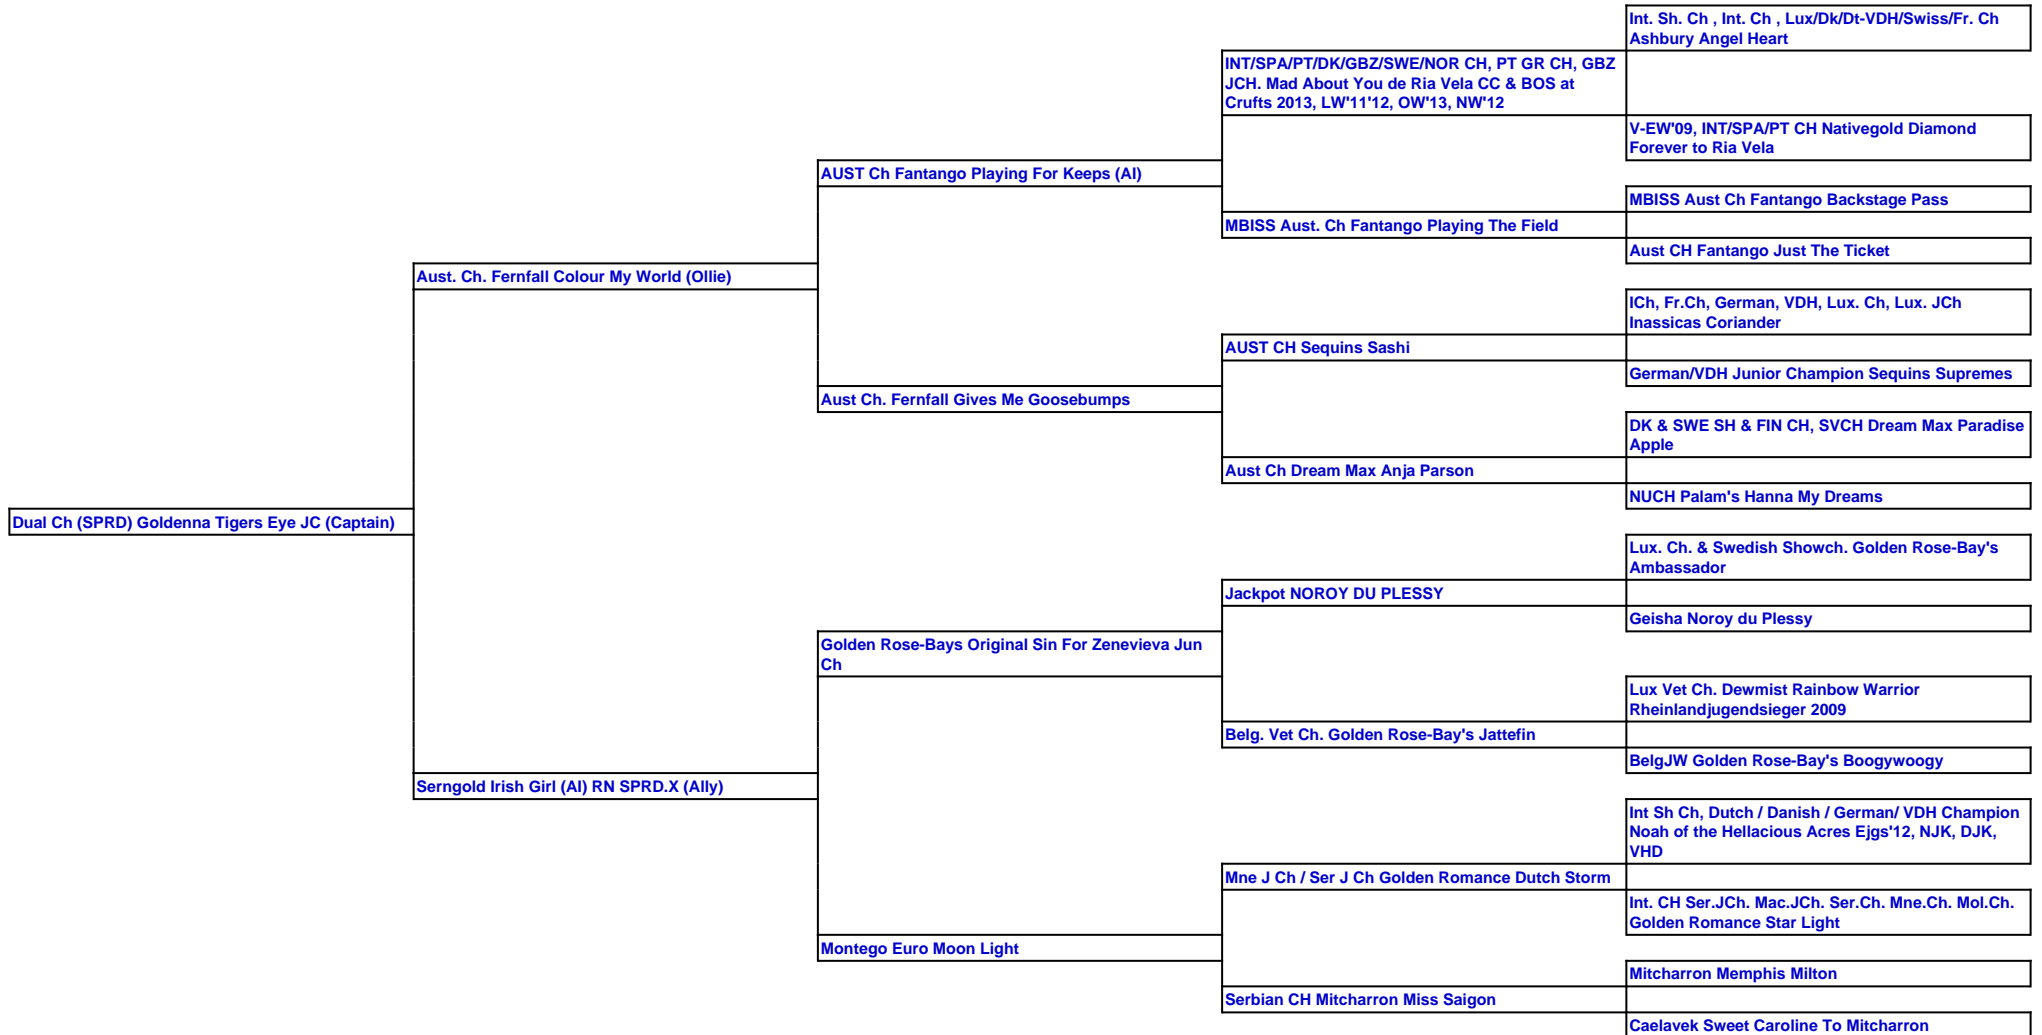 Int. Sh. Ch , Int. Ch , Lux/Dk/Dt-VDH/Swiss/Fr. Ch
Ashbury Angel Heart
INT/SPA/PT/DK/GBZ/SWE/NOR CH, PT GR CH, GBZ
JCH. Mad About You de Ria Vela CC & BOS at
Crufts 2013, LW'11'12, OW'13, NW'12
V-EW'09, INT/SPA/PT CH Nativegold Diamond
Forever to Ria Vela
AUST Ch Fantango Playing For Keeps (AI)
MBISS Aust Ch Fantango Backstage Pass
MBISS Aust. Ch Fantango Playing The Field
Aust CH Fantango Just The Ticket
Aust. Ch. Fernfall Colour My World (Ollie)
ICh, Fr.Ch, German, VDH, Lux. Ch, Lux. JCh
Inassicas Coriander
AUST CH Sequins Sashi
German/VDH Junior Champion Sequins Supremes
Aust Ch. Fernfall Gives Me Goosebumps
DK & SWE SH & FIN CH, SVCH Dream Max Paradise
Apple
Aust Ch Dream Max Anja Parson
NUCH Palam's Hanna My Dreams
Dual Ch (SPRD) Goldenna Tigers Eye JC (Captain)
Lux. Ch. & Swedish Showch. Golden Rose-Bay's
Ambassador
Jackpot NOROY DU PLESSY
Geisha Noroy du Plessy
Golden Rose-Bays Original Sin For Zenevieva Jun
Ch
Lux Vet Ch. Dewmist Rainbow Warrior
Rheinlandjugendsieger 2009
Belg. Vet Ch. Golden Rose-Bay's Jattefin
BelgJW Golden Rose-Bay's Boogywoogy
Serngold Irish Girl (AI) RN SPRD.X (Ally)
Int Sh Ch, Dutch / Danish / German/ VDH Champion
Noah of the Hellacious Acres Ejgs'12, NJK, DJK,
VHD
Mne J Ch / Ser J Ch Golden Romance Dutch Storm
Int. CH Ser.JCh. Mac.JCh. Ser.Ch. Mne.Ch. Mol.Ch.
Golden Romance Star Light
Montego Euro Moon Light
Mitcharron Memphis Milton
Serbian CH Mitcharron Miss Saigon
Caelavek Sweet Caroline To Mitcharron